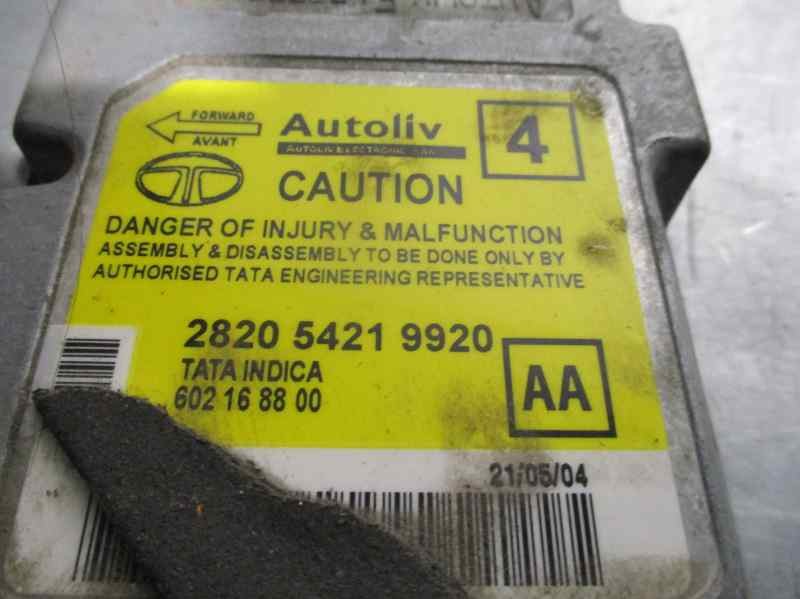 FORWARD
AVANT
Autoliv
4
CAUTION
DANGER OF INJURY & MALFUNCTION
ASSEMBLY & DISASSEMBLY TO BE DONE ONLY BY
AUTHORISED TATA ENGINEERING REPRESENTATIVE
2820 5421 9920
TATA INDICA
602 16 88 00
AA
21/05/04